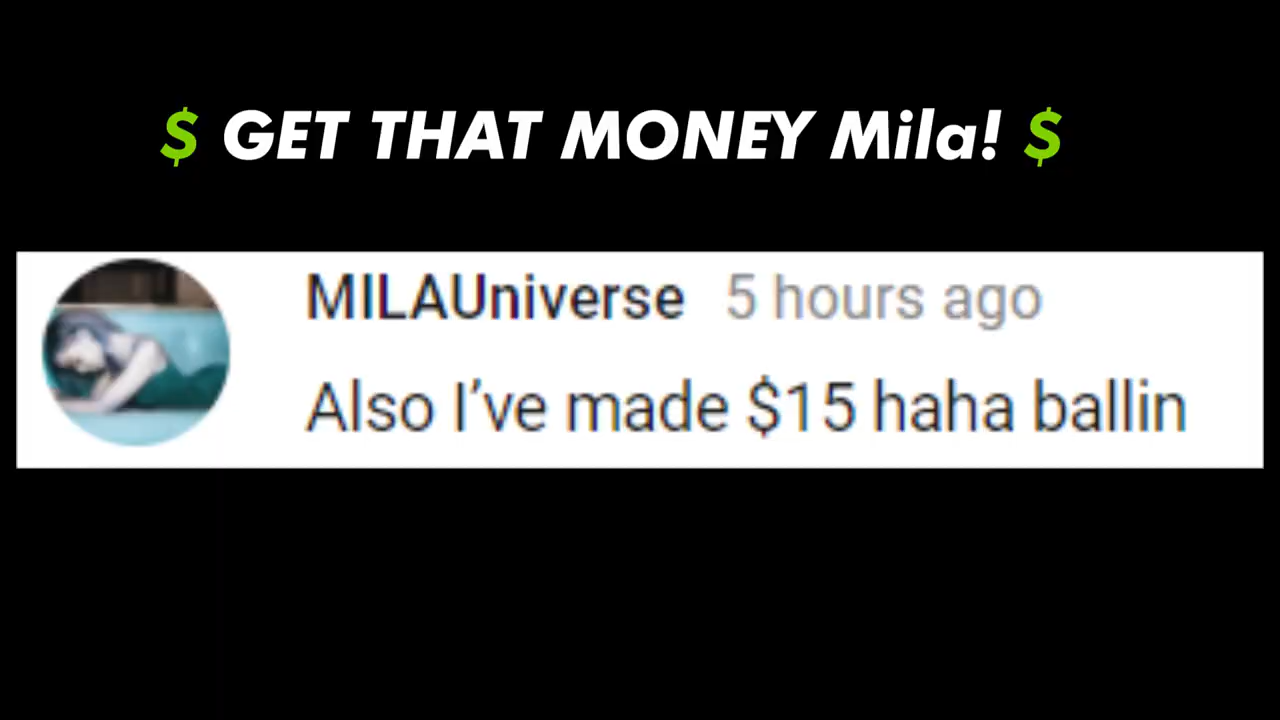 $ GET THAT MONEY Mila! $
MILAUniverse 5 hours ago
Also I’ve made $15 haha ballin